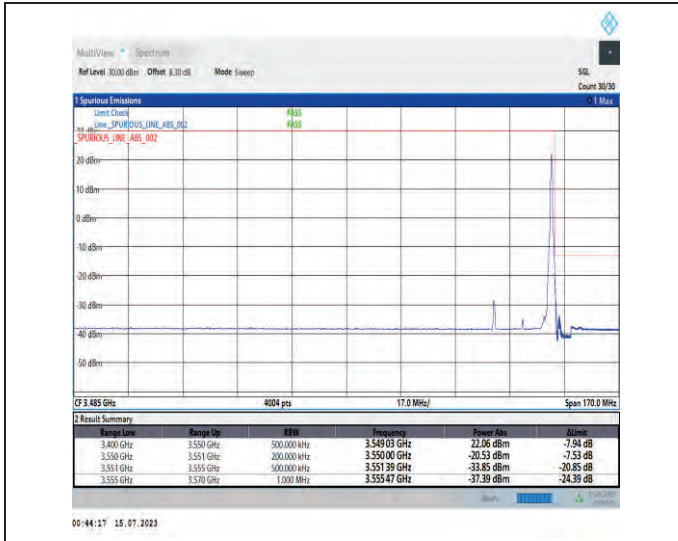 MultiView Spectrum
Ref Level 30.00 dBm Offset 8.30 dB Mode Sweep SGL
Count 30/30
1 Spurious Emissions 1 Max
Limit Check PASS
Line _SPURIOUS_LINE_ABS_002 PASS
_SPURIOUS_LINE_ABS_002
20 dBm
10 dBm
0 dBm
-10 dBm
-20 dBm
-30 dBm
-40 dBm
-50 dBm
CF 3.485 GHz 4004 pts 17.0 MHz/ Span 170.0 MHz
2 Result Summary
Range Low Range Up RBW Frequency Power Abs ΔLimit
3.400 GHz 3.550 GHz 500.000 kHz 3.549 03 GHz 22.06 dBm -7.94 dB
3.550 GHz 3.551 GHz 200.000 kHz 3.550 00 GHz -20.53 dBm -7.53 dB
3.551 GHz 3.555 GHz 500.000 kHz 3.551 39 GHz -33.85 dBm -20.85 dB
3.555 GHz 3.570 GHz 1.000 MHz 3.555 47 GHz -37.39 dBm -24.39 dB
00:44:17 15.07.2023